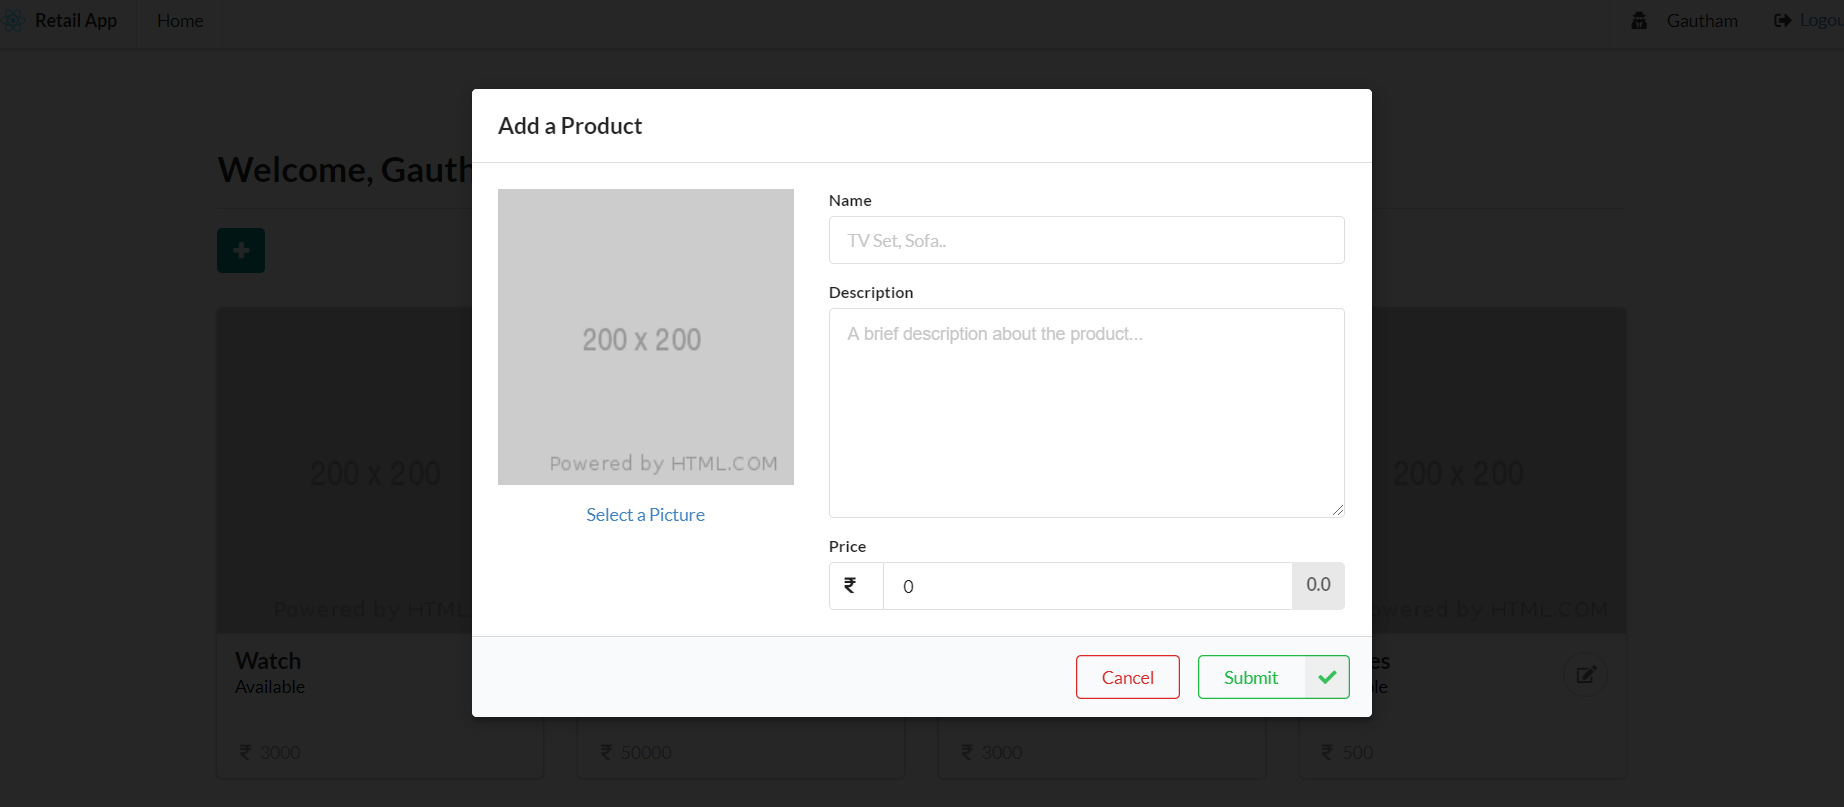 Retail App Home Gautham Logou
Add a Product
Welcome, Gauth
Name
TV Set, Sofa..
Description
A brief description about the product...
200 x 200
Powered by HTML.COM
Select a Picture
Price
₹ 0 0.0
Cancel Submit
200 x 200 200 x 200
Powered by HTML owered by HTML.COM
Watch es
Available le
₹ 3000 ₹ 50000 ₹ 3000 ₹ 500